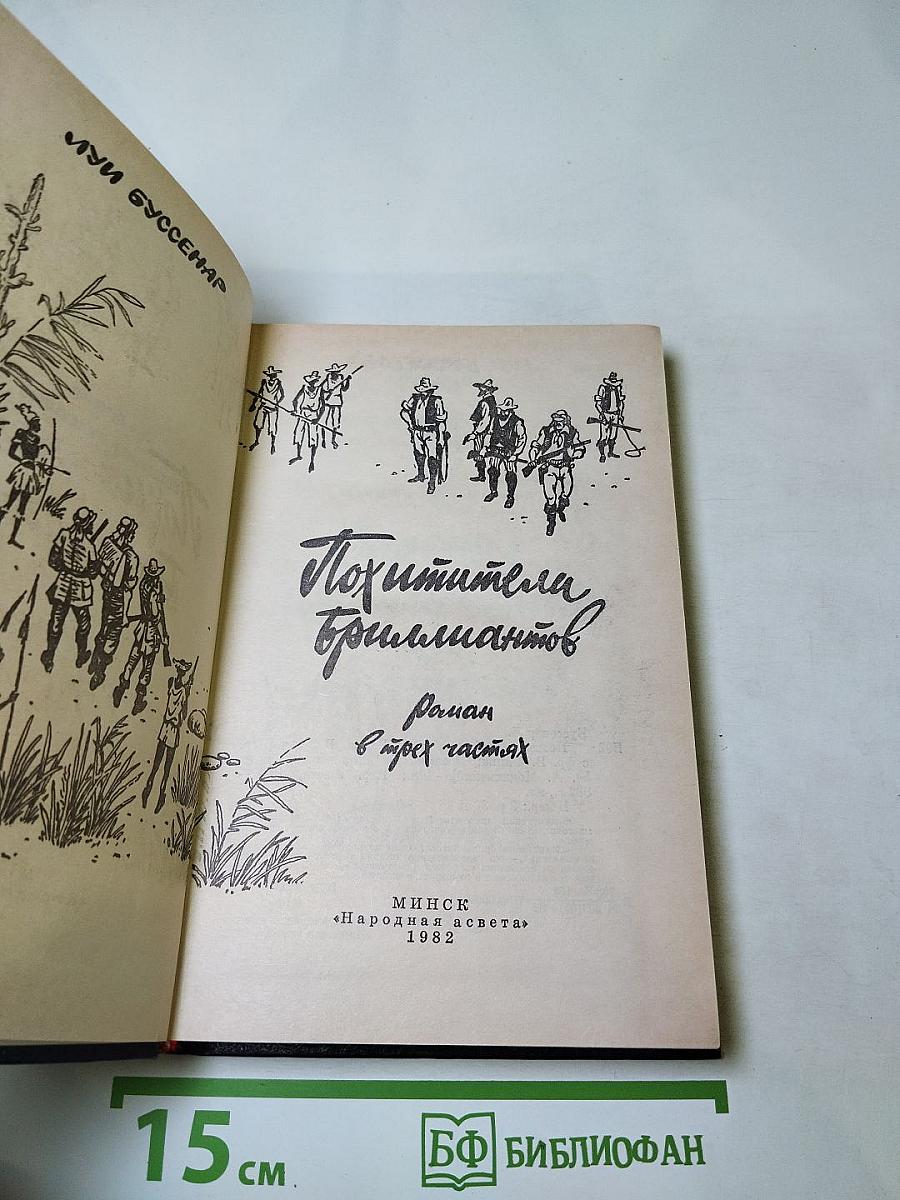 ЛУИ БУССЕНАР
Похитители
Бриллиантов
роман
в трех частях
МИНСК
«Народная асвета»
1982
15 см
БФ БИБЛИОФАН